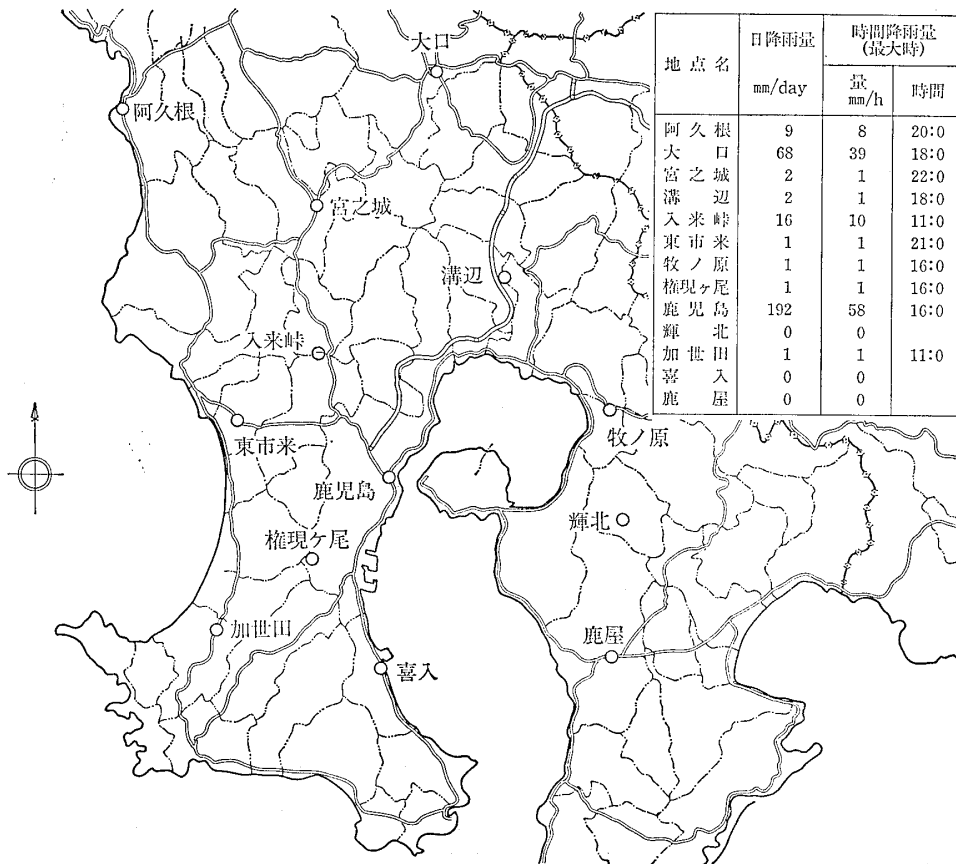 大口
阿久根
宮之城
溝辺
入来峠
東市来
牧ノ原
鹿児島
輝北
権現ケ尾
加世田
鹿屋
喜入
地点名 日降雨量 mm/day 時間降雨量 (最大時)
量 mm/h 時間
阿久根 9 8 20:0
大口 68 39 18:0
宮之城 2 1 22:0
溝辺 2 1 18:0
入来峠 16 10 11:0
東市来 1 1 21:0
牧ノ原 1 1 16:0
権現ヶ尾 1 1 16:0
鹿児島 192 58 16:0
輝北 0 0
加世田 1 1 11:0
喜入 0 0
鹿屋 0 0